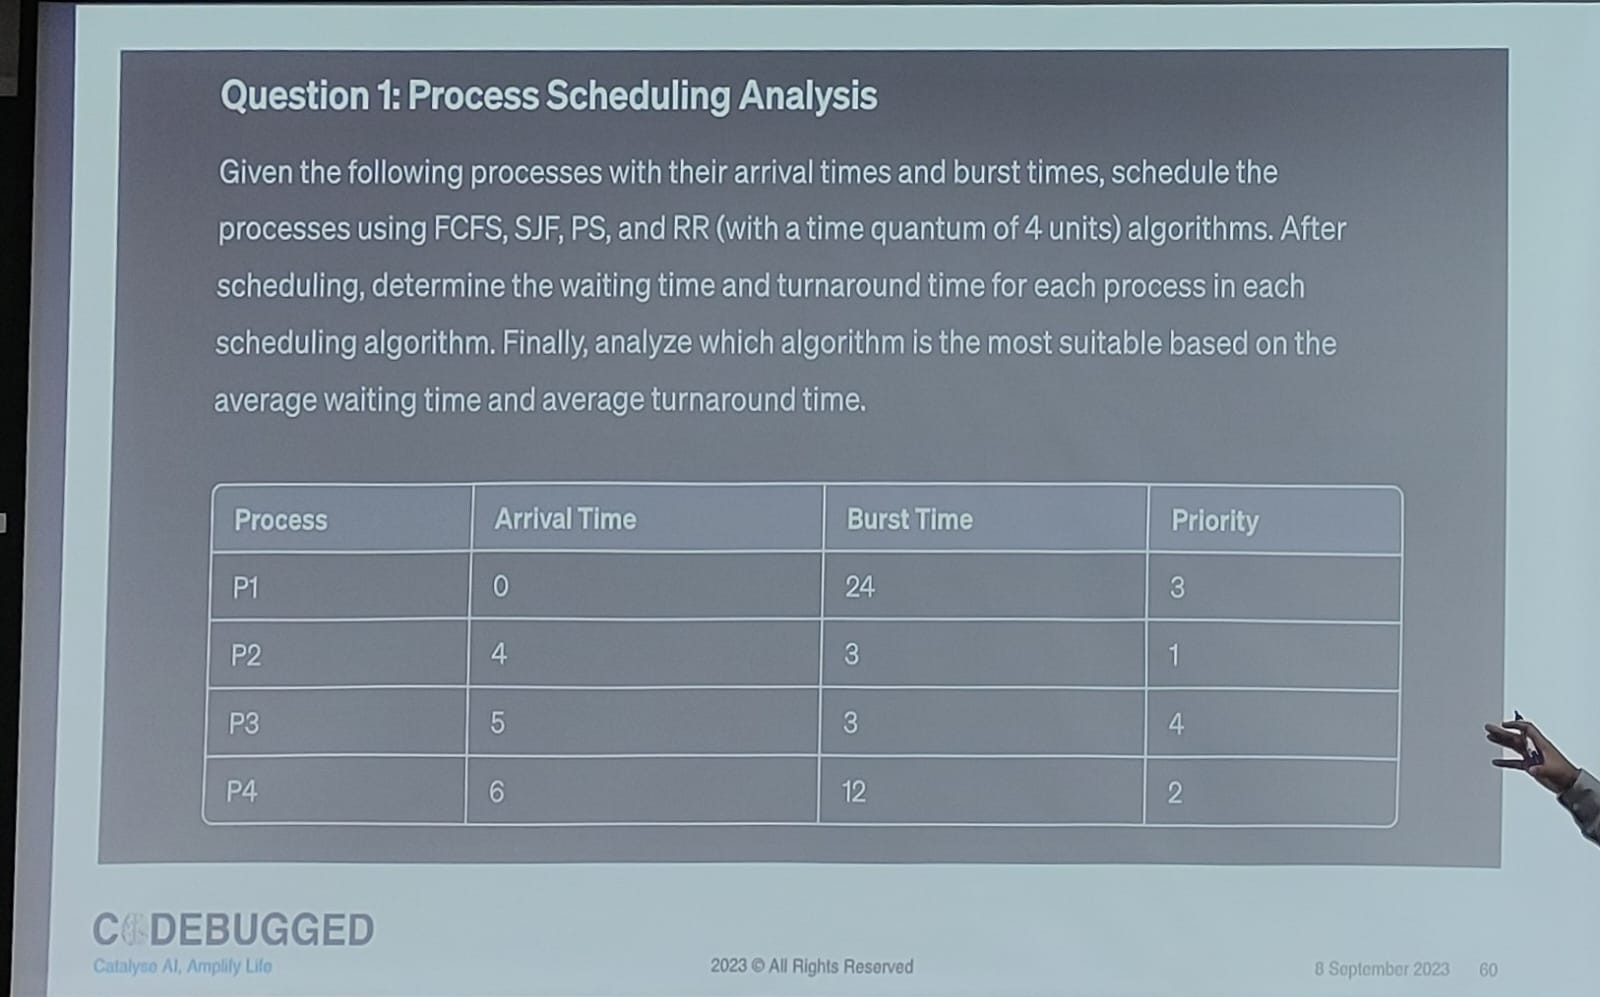 Question 1: Process Scheduling Analysis
Given the following processes with their arrival times and burst times, schedule the
processes using FCFS, SJF, PS, and RR (with a time quantum of 4 units) algorithms. After
scheduling, determine the waiting time and turnaround time for each process in each
scheduling algorithm. Finally, analyze which algorithm is the most suitable based on the
average waiting time and average turnaround time.
Process Arrival Time Burst Time Priority
P1 0 24 3
P2 4 3 1
P3 5 3 4
P4 6 12 2
CODEBUGGED
Catalyse AI, Amplify Life
2023 © All Rights Reserved
8 September 2023 60